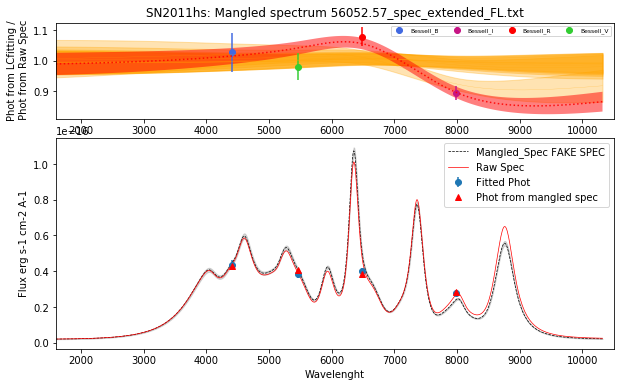 SN2011hs: Mangled spectrum 56052.57_spec_extended_FL.txt
Phot from LCfitting /
Phot from Raw Spec
1.1
1.0
0.9
Bessell_B
Bessell_I
Bessell_R
Bessell_V
2000 3000 4000 5000 6000 7000 8000 9000 10000
1e−16
Flux erg s-1 cm-2 A-1
1.0
0.8
0.6
0.4
0.2
0.0
Mangled_Spec FAKE SPEC
Raw Spec
Fitted Phot
Phot from mangled spec
2000 3000 4000 5000 6000 7000 8000 9000 10000
Wavelenght